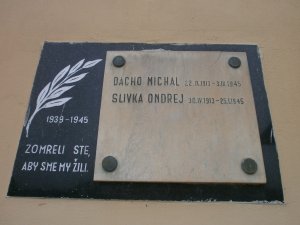 1939-1945
ZOMRELI STE,
ABY SME MY ŽILI.
DACHO MICHAL
SLIVKA ONDREJ